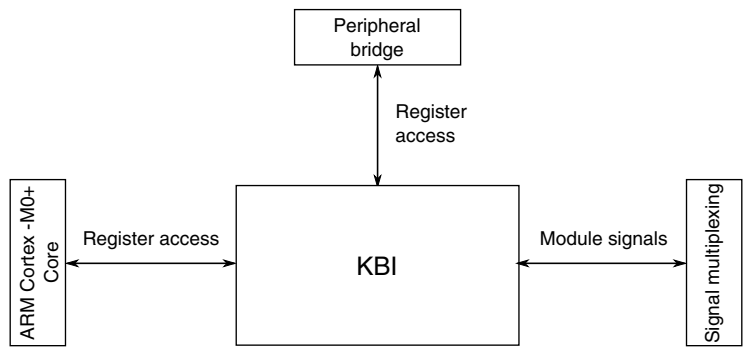 Peripheral
bridge
Register
access
ARM Cortex -M0+
Core
Register access
KBI
Module signals
Signal multiplexing